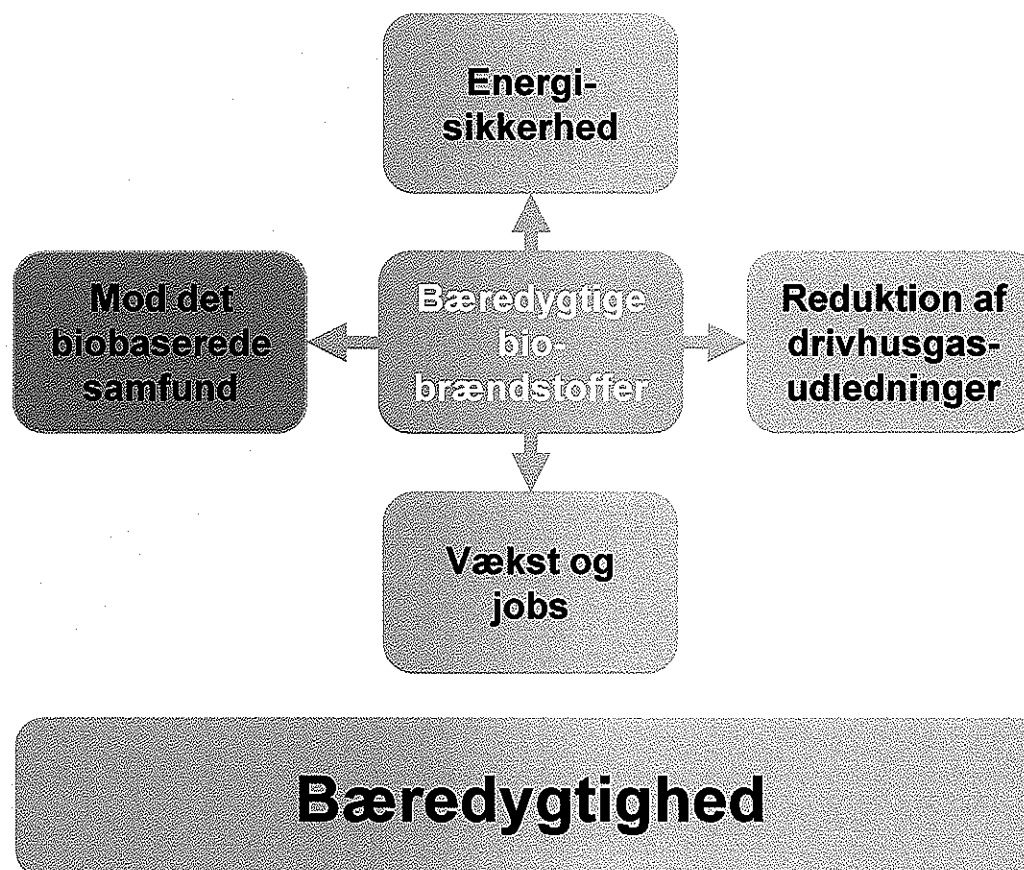 Energi-
sikkerhed
Mod det
biobaserede
samfund
Bæredygtige
bio-
brændstoffer
Reduktion af
drivhusgas-
udledninger
Vækst og
jobs
Bæredygtighed